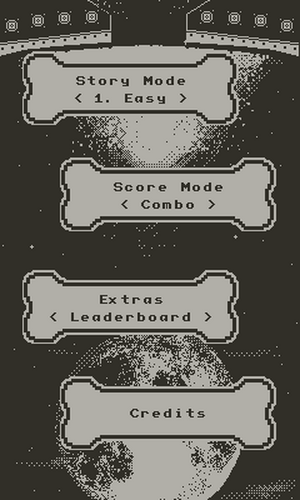 Story Mode
< 1. Easy >
Score Mode
< Combo >
Extras
< Leaderboard >
Credits